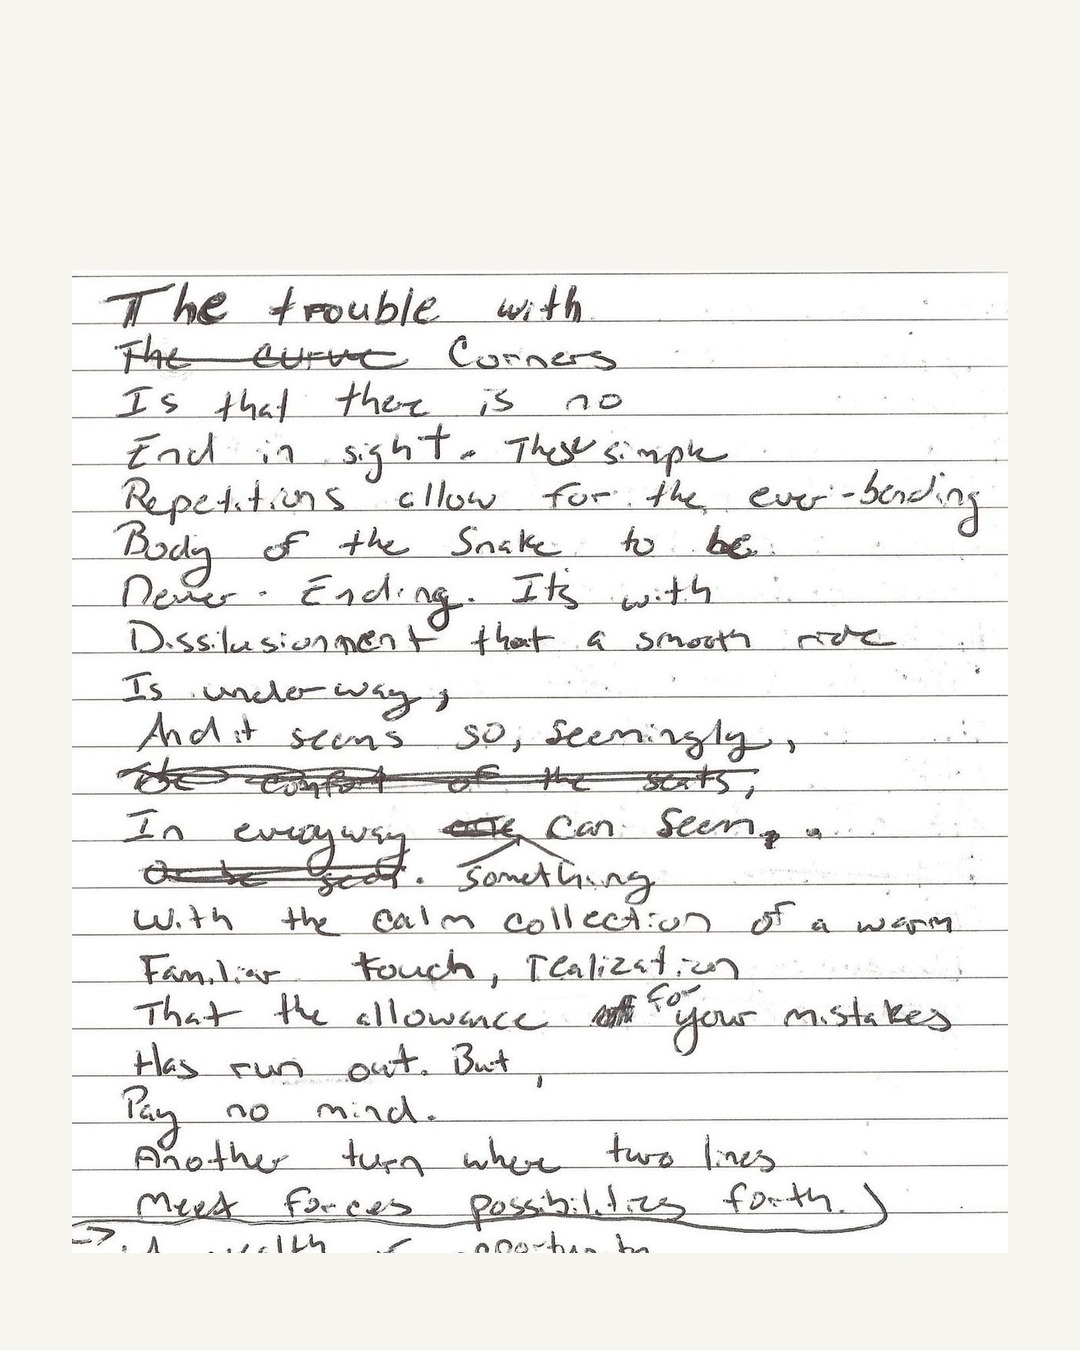 The trouble with
The curve Corners
Is that there is no
End in sight. These simple
Repetitions allow for the ever-bending
Body of the Snake to be
Never-Ending. It's with
Dissilusionment that a smooth ride
Is underway,
And it seems so, seemingly,
The comfort of the seats,
In everyway one can seem,.
Or be . Something
With the calm collection of a warm
Familiar touch, realization
That the allowance for your mistakes
Has run out. But,
Pay no mind.
Another turn where two lines
Meet forces possibilities forth.